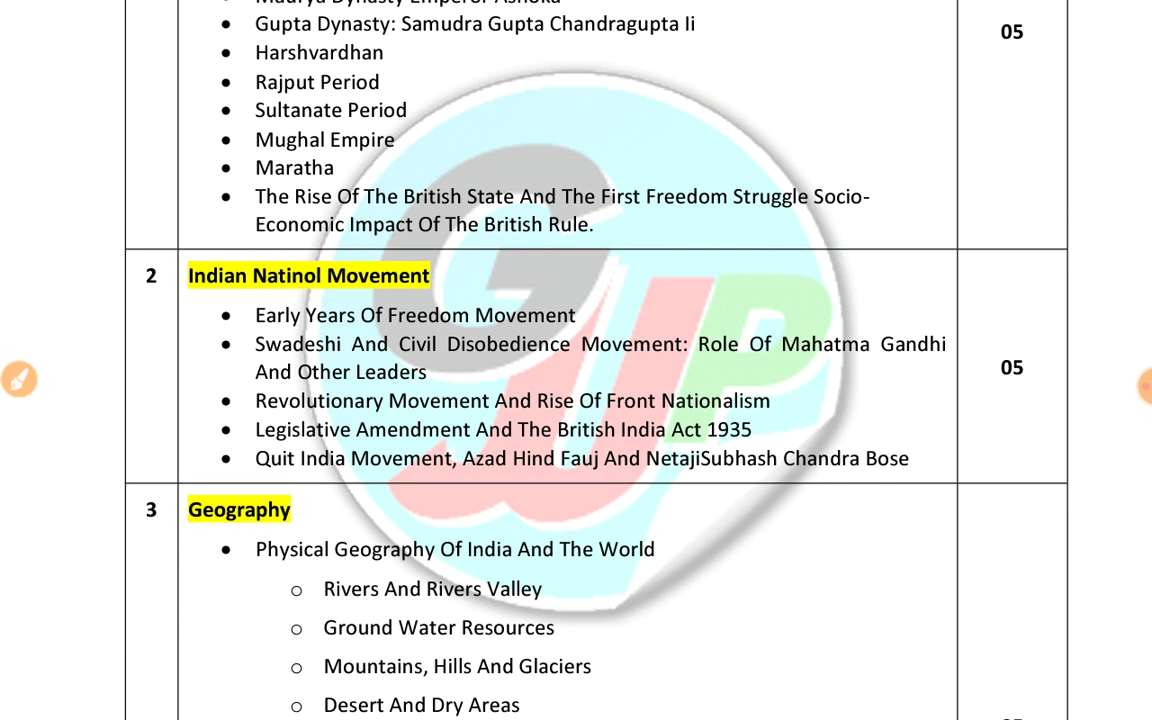 Maurya Dynasty Emperor Ashoka
• Gupta Dynasty: Samudra Gupta Chandragupta Ii
05
• Harshvardhan
• Rajput Period
• Sultanate Period
• Mughal Empire
• Maratha
• The Rise Of The British State And The First Freedom Struggle Socio-
Economic Impact Of The British Rule.
2 Indian Natinol Movement
• Early Years Of Freedom Movement
• Swadeshi And Civil Disobedience Movement: Role Of Mahatma Gandhi
And Other Leaders
05
• Revolutionary Movement And Rise Of Front Nationalism
• Legislative Amendment And The British India Act 1935
• Quit India Movement, Azad Hind Fauj And NetajiSubhash Chandra Bose
3 Geography
• Physical Geography Of India And The World
o Rivers And Rivers Valley
o Ground Water Resources
o Mountains, Hills And Glaciers
o Desert And Dry Areas
GJJP